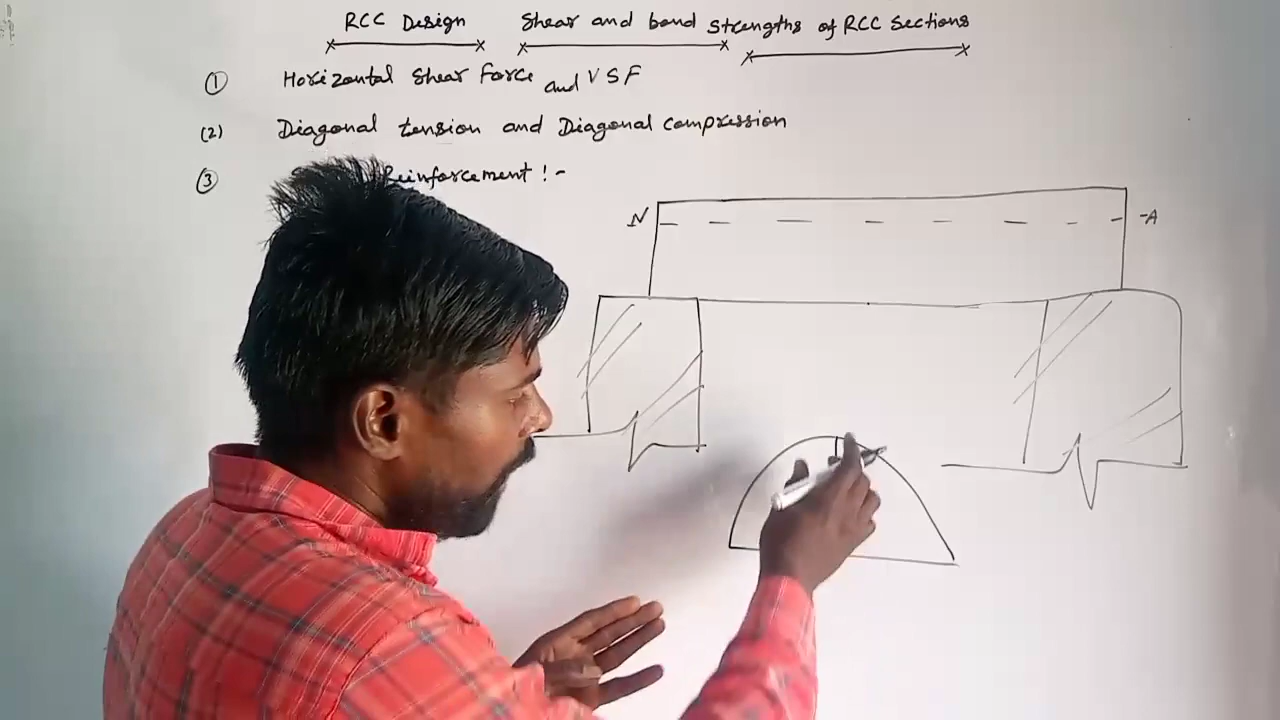 RCC Design Shear and bond strengths of RCC Sections
① Horizontal Shear Force and V S F
(2) Diagonal tension and Diagonal compression
③ Reinforcement ! -
N -A